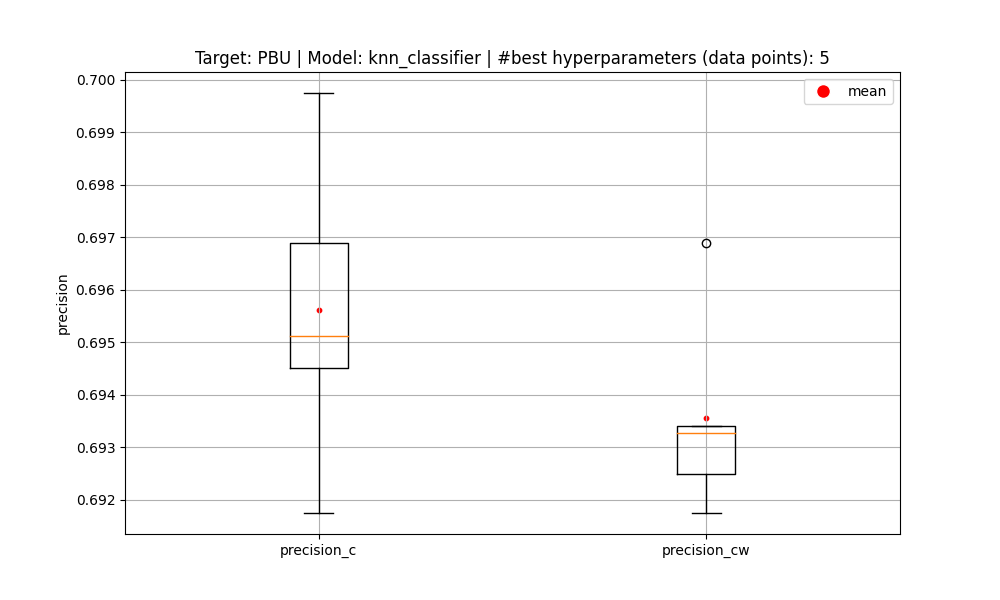 Target: PBU | Model: knn_classifier | #best hyperparameters (data points): 5
mean
0.700
0.699
0.698
0.697
0.696
0.695
0.694
0.693
0.692
precision
precision_c
precision_cw